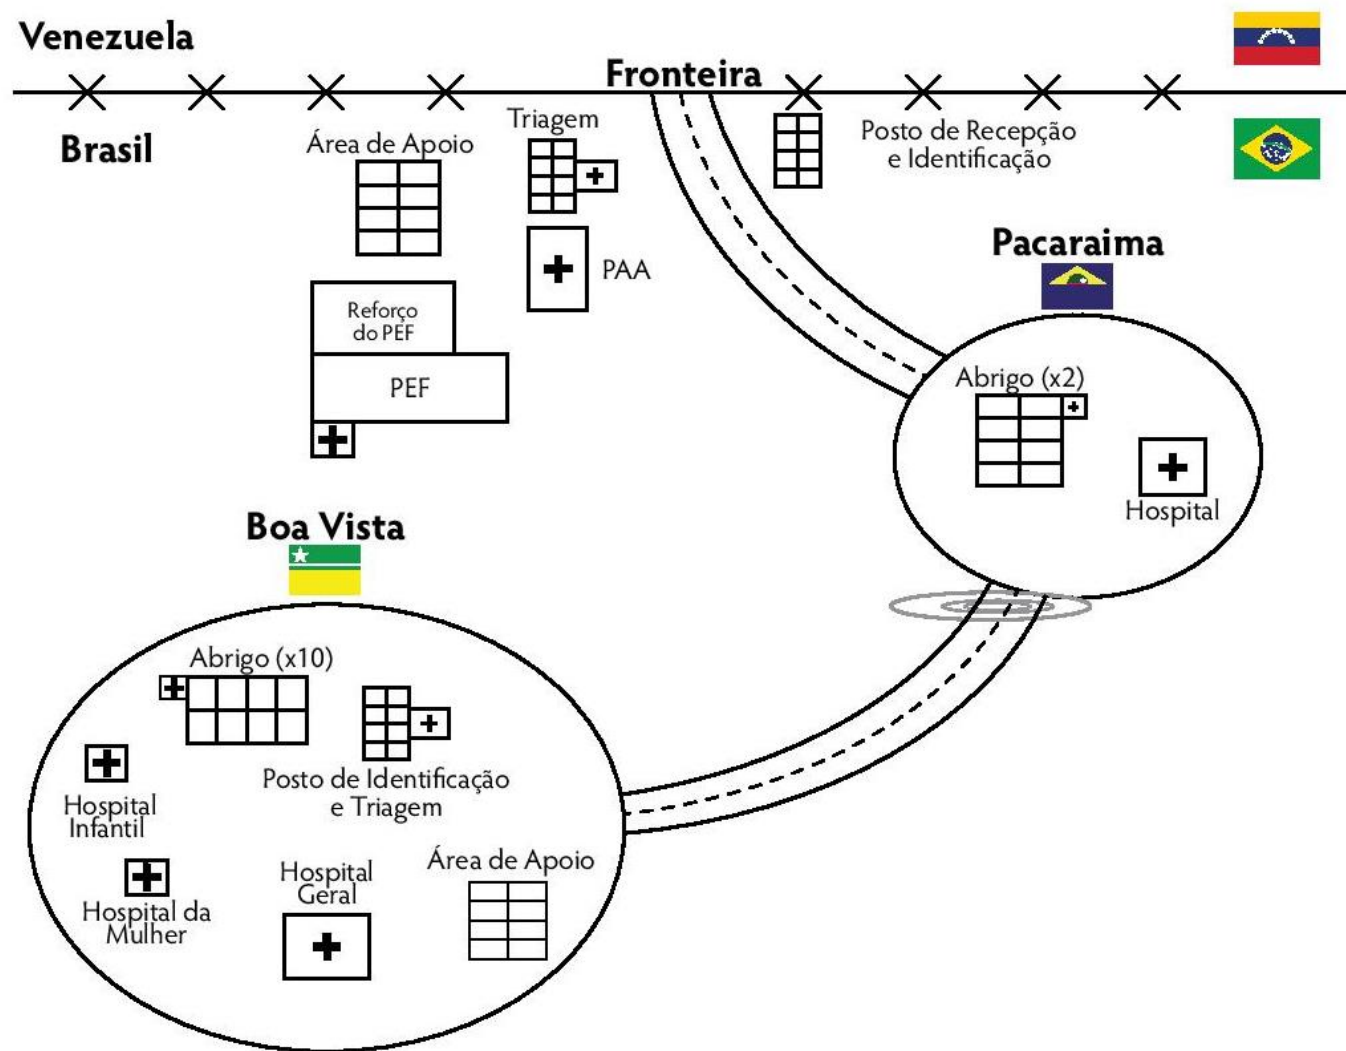 Venezuela
Fronteira
Brasil
Área de Apoio
Triagem
Posto de Recepção
e Identificação
PAA
Reforço
do PEF
PEF
Pacaraima
Abrigo (x2)
Hospital
Boa Vista
Abrigo (x10)
Posto de Identificação
e Triagem
Hospital
Infantil
Hospital da
Mulher
Hospital
Geral
Área de Apoio